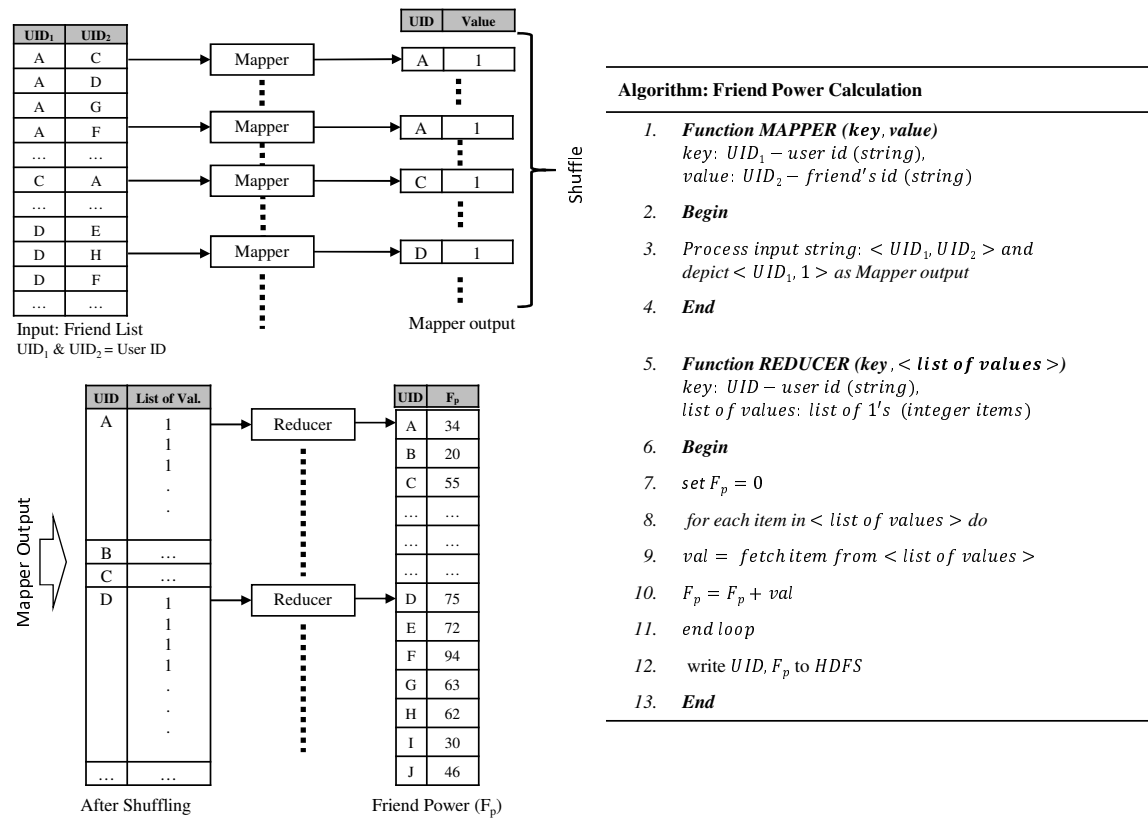 UID₁ UID₂
A C
A D
A G
A F
... ...
C A
... ...
D E
D H
D F
... ...
Input: Friend List
UID₁ & UID₂ = User ID
Mapper
Mapper
Mapper
Mapper
UID Value
A 1
A 1
C 1
D 1
Mapper output
Shuffle
Mapper Output
UID List of Val.
A 1
1
1
.
.
B ...
C ...
D 1
1
1
1
.
.
.
... ...
After Shuffling
Reducer
Reducer
UID Fₚ
A 34
B 20
C 55
... ...
... ...
... ...
D 75
E 72
F 94
G 63
H 62
I 30
J 46
Friend Power (Fₚ)
Algorithm: Friend Power Calculation
1. Function MAPPER (key, value)
key: UID₁ − user id (string),
value: UID₂ − friend's id (string)
2. Begin
3. Process input string: < UID₁, UID₂ > and
depict < UID₁, 1 > as Mapper output
4. End
5. Function REDUCER (key, < list of values >)
key: UID − user id (string),
list of values: list of 1's (integer items)
6. Begin
7. set Fₚ = 0
8. for each item in < list of values > do
9. val = fetch item from < list of values >
10. Fₚ = Fₚ + val
11. end loop
12. write UID, Fₚ to HDFS
13. End